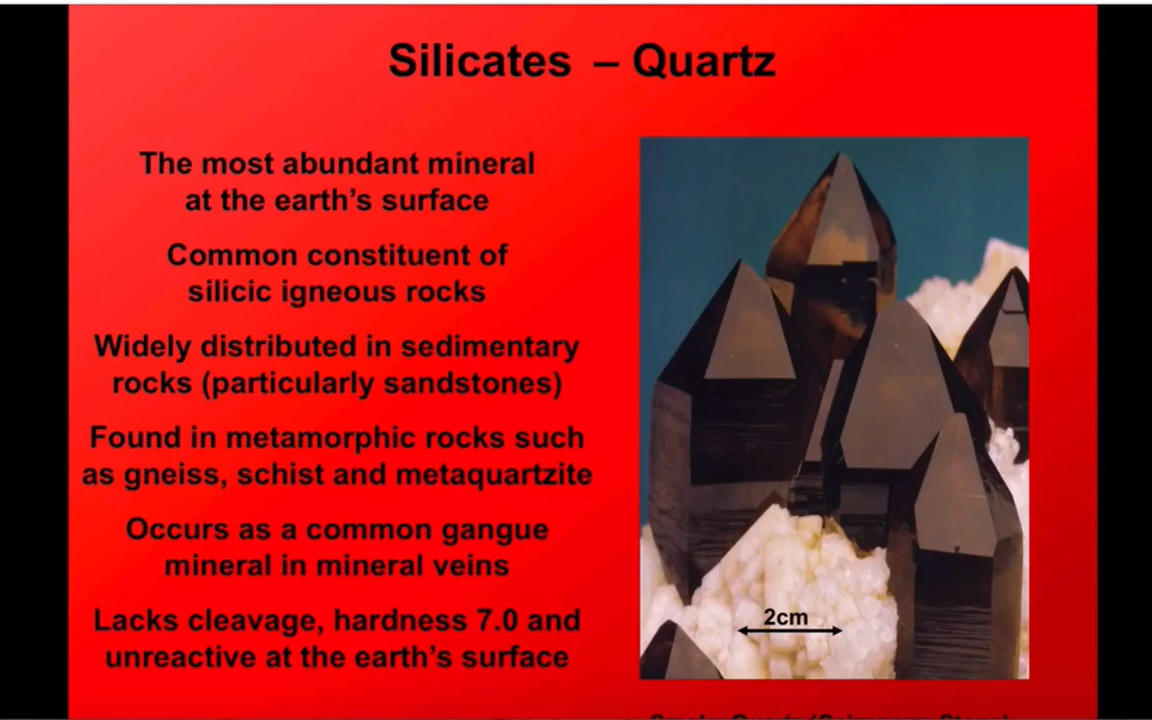 Silicates – Quartz
The most abundant mineral
at the earth's surface
Common constituent of
silicic igneous rocks
Widely distributed in sedimentary
rocks (particularly sandstones)
Found in metamorphic rocks such
as gneiss, schist and metaquartzite
Occurs as a common gangue
mineral in mineral veins
Lacks cleavage, hardness 7.0 and
unreactive at the earth's surface
2cm